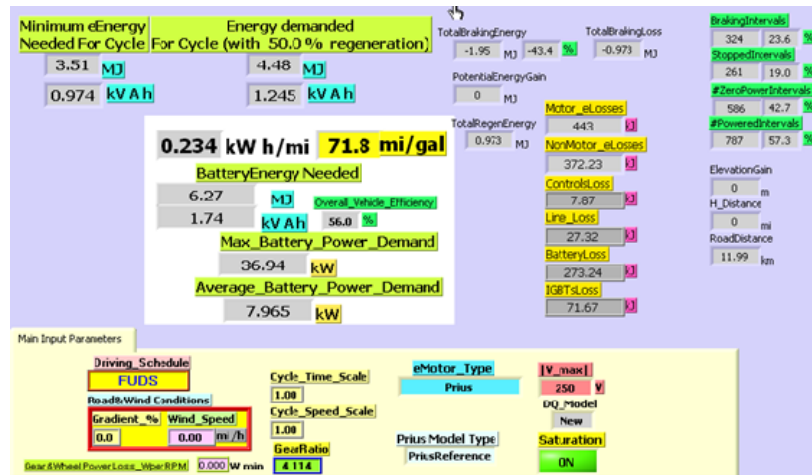 Minimum eEnergy
Needed For Cycle
3.51 MJ
0.974 kV A h
Energy demanded
For Cycle (with 50.0 % regeneration)
4.48 MJ
1.245 kV A h
TotalBrakingEnergy
-1.95 MJ -43.4 %
TotalBrakingLoss
-0.973 MJ
PotentialEnergyGain
0 MJ
TotalRegenEnergy
0.973 MJ
BrakingIntervals
324 23.6 %
StoppedIntervals
261 19.0 %
#ZeroPowerIntervals
586 42.7 %
#PoweredIntervals
787 57.3 %
ElevationGain
0 m
H_Distance
0 mi
RoadDistance
11.99 km
Motor_eLosses
443 kJ
NonMotor_eLosses
372.23 kJ
ControlsLoss
7.87 kJ
Line_Loss
27.32 kJ
BatteryLoss
273.24 kJ
IGBTsLoss
71.67 kJ
0.234 kW h/mi 71.8 mi/gal
BatteryEnergy Needed
6.27 MJ
1.74 kV Ah
Overall_Vehicle_Efficiency
56.0 %
Max_Battery_Power_Demand
36.94 kW
Average_Battery_Power_Demand
7.965 kW
Main Input Parameters
Driving_Schedule
FUDS
Road&Wind Conditions
Gradient_% Wind_Speed
0.0 0.00 mi/h
Gear&Wheel PowerLoss_WperRPM 0.000 W min
Cycle_Time_Scale
1.00
Cycle_Speed_Scale
1.00
GearRatio
4.114
eMotor_Type
Prius
Prius Model Type
PriusReference
|V_max|
250 V
DQ_Model
New
Saturation
ON